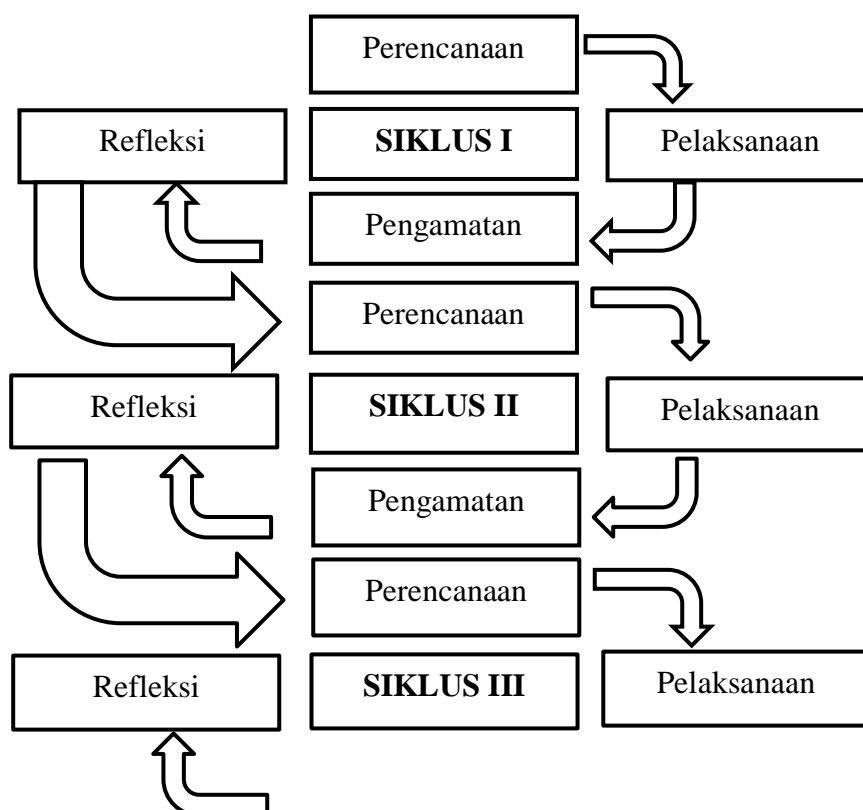 Perencanaan
Refleksi
SIKLUS I
Pelaksanaan
Pengamatan
Perencanaan
Refleksi
SIKLUS II
Pelaksanaan
Pengamatan
Perencanaan
Refleksi
SIKLUS III
Pelaksanaan